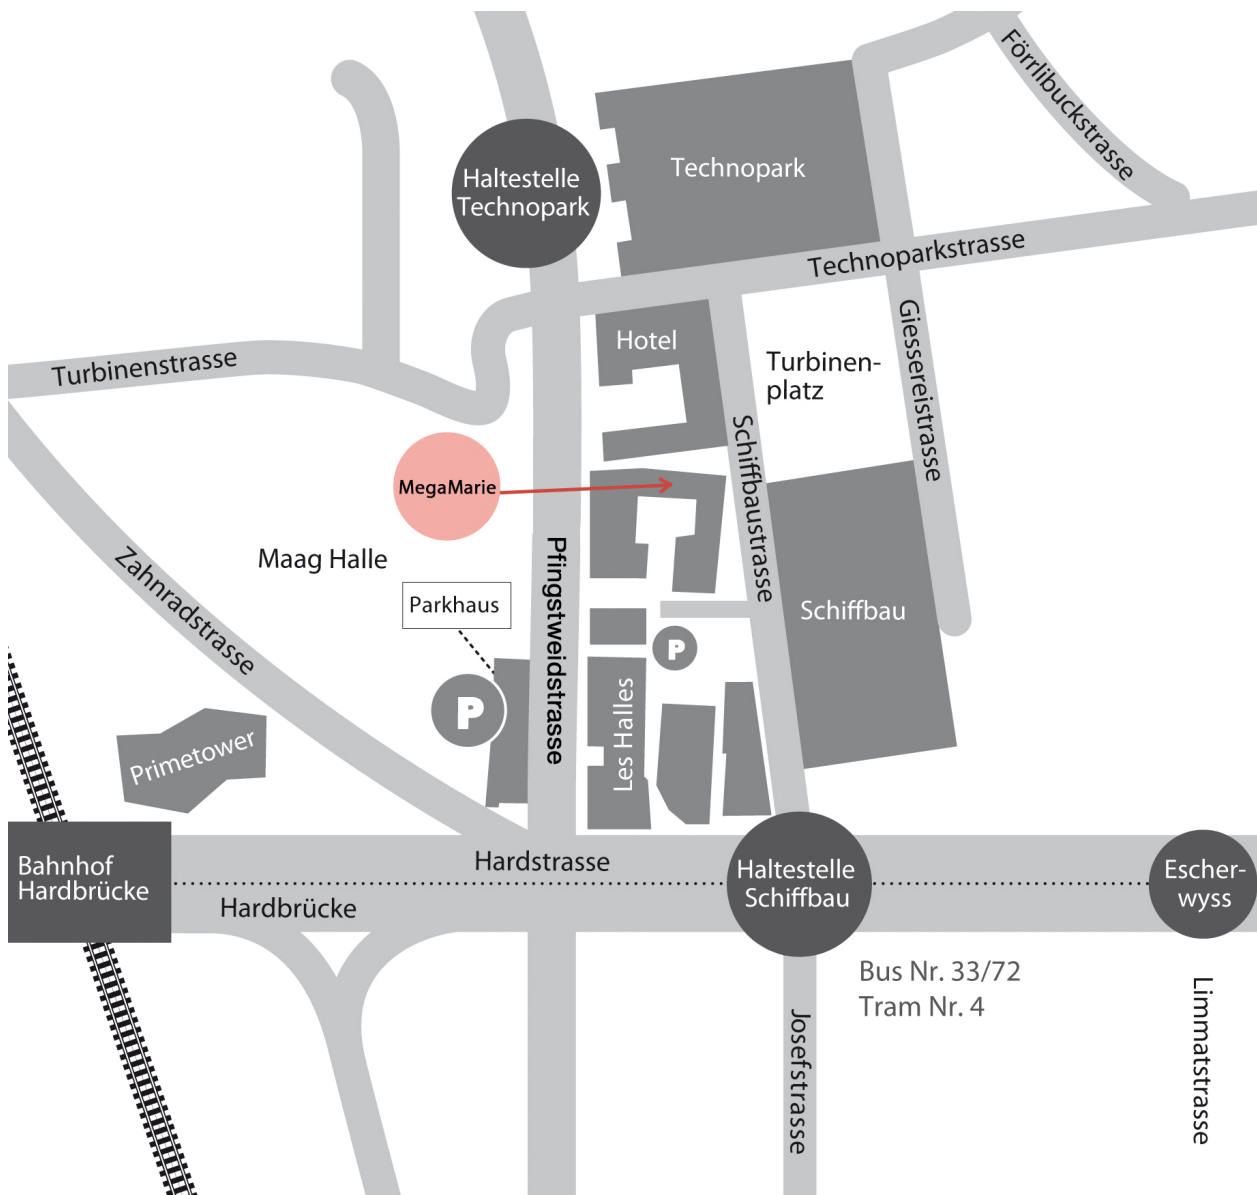 Förrlibuckstrasse
Haltestelle
Technopark
Technopark
Technoparkstrasse
Giessereistrasse
Hotel
Turbinen-
platz
Turbinenstrasse
Schiffbaustrasse
MegaMarie
Pfingstweidstrasse
Maag Halle
Zahnradstrasse
Parkhaus
Schiffbau
P
P
Les Halles
Primetower
Bahnhof
Hardbrücke
Hardstrasse
Hardbrücke
Haltestelle
Schiffbau
Escher-
wyss
Bus Nr. 33/72
Tram Nr. 4
Josefstrasse
Limmatstrasse